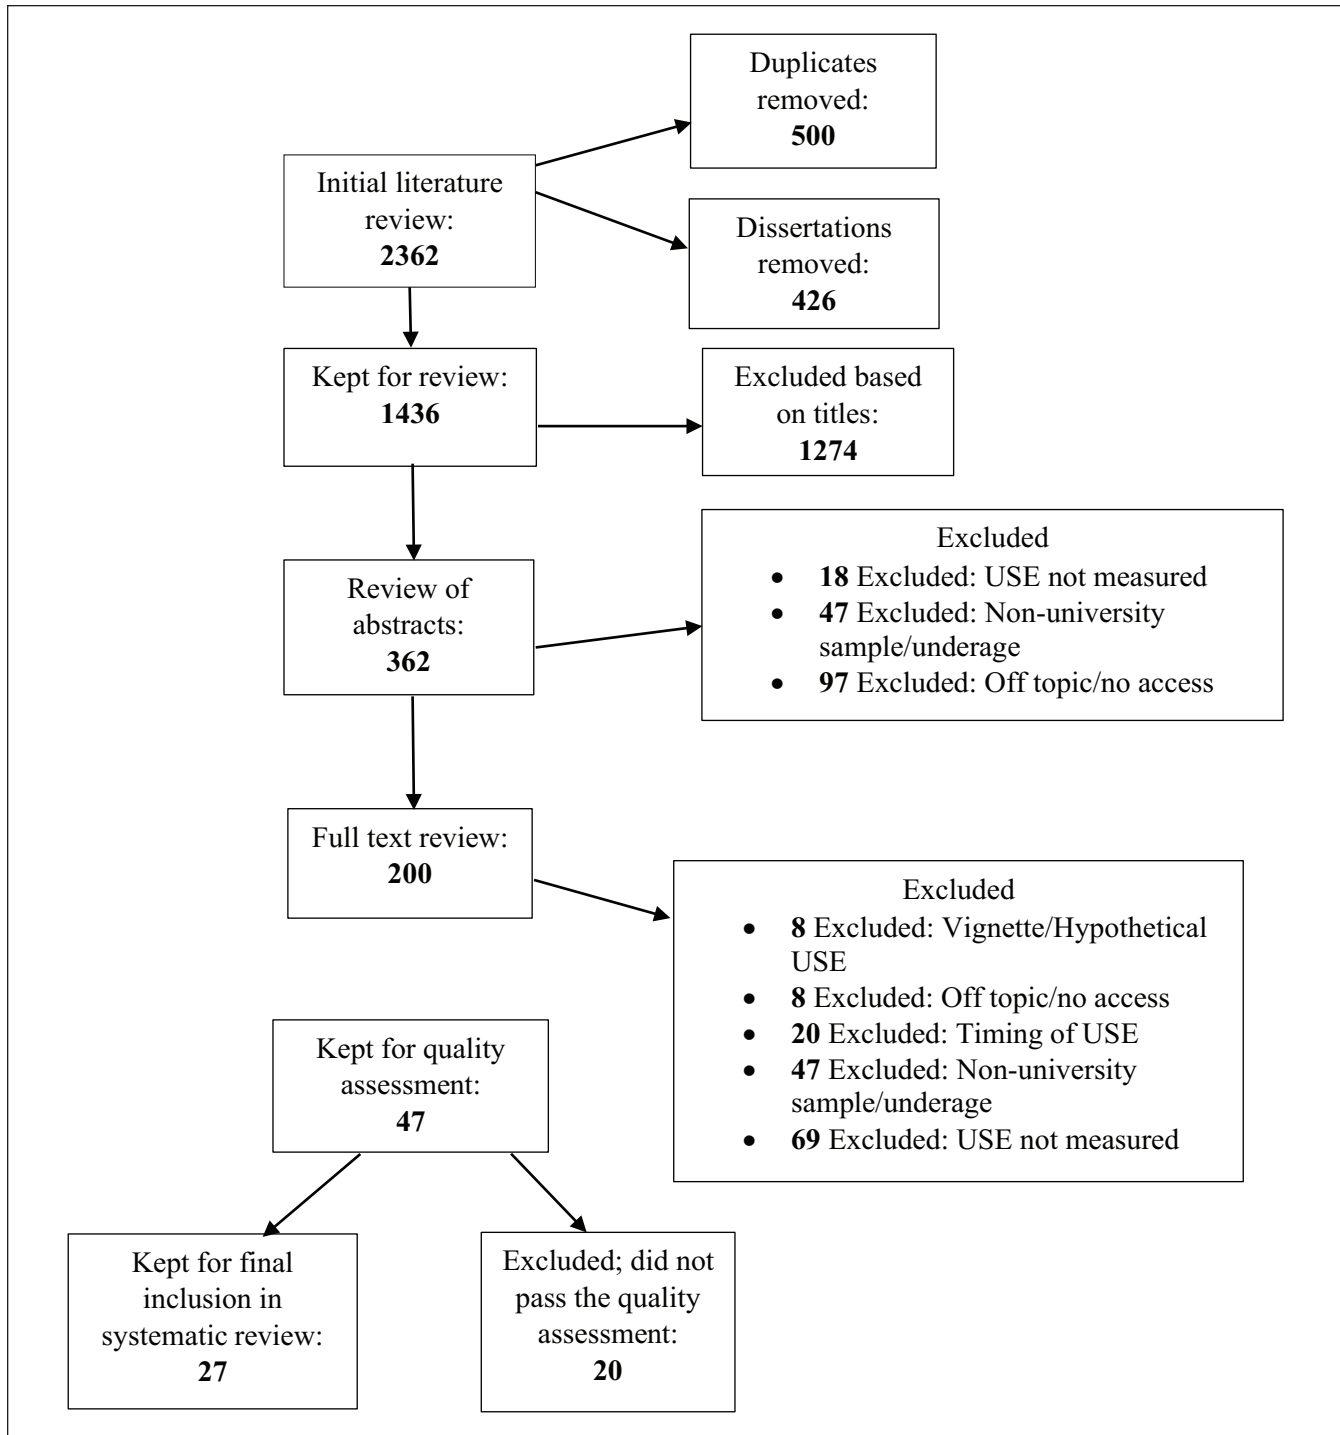 Duplicates
removed:
500
Initial literature
review:
2362
Dissertations
removed:
426
Kept for review:
1436
Excluded based
on titles:
1274
Review of
abstracts:
362
Excluded
• 18 Excluded: USE not measured
• 47 Excluded: Non-university
sample/underage
• 97 Excluded: Off topic/no access
Full text review:
200
Excluded
• 8 Excluded: Vignette/Hypothetical
USE
• 8 Excluded: Off topic/no access
• 20 Excluded: Timing of USE
• 47 Excluded: Non-university
sample/underage
• 69 Excluded: USE not measured
Kept for quality
assessment:
47
Kept for final
inclusion in
systematic review:
27
Excluded; did not
pass the quality
assessment:
20